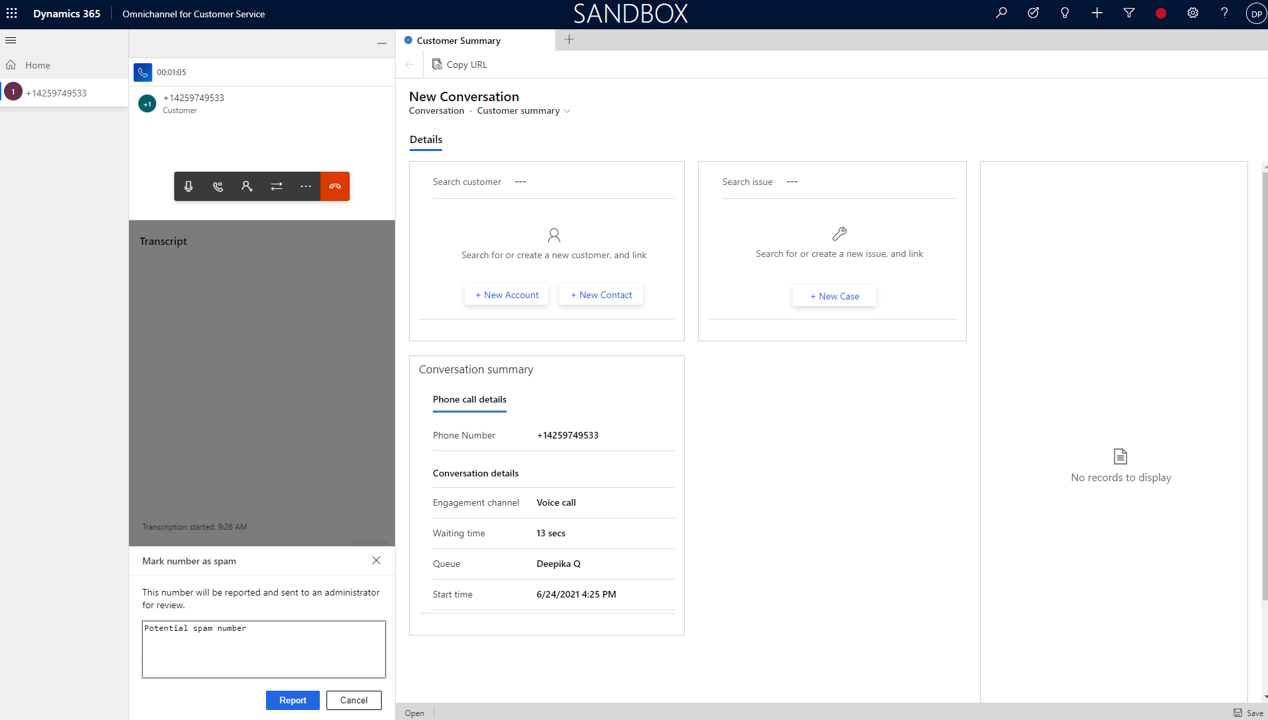 Dynamics 365
Omnichannel for Customer Service
SANDBOX
?
DP
Home
1
+14259749533
00:01:05
+1
+14259749533
Customer
Transcript
Transcription started. 9:26 AM
Mark number as spam
This number will be reported and sent to an administrator
for review.
Potential spam number
Report
Cancel
Customer Summary
Copy URL
New Conversation
Conversation · Customer summary
Details
Search customer ---
Search for or create a new customer, and link
+ New Account
+ New Contact
Search issue ---
Search for or create a new issue, and link
+ New Case
Conversation summary
Phone call details
Phone Number +14259749533
Conversation details
Engagement channel Voice call
Waiting time 13 secs
Queue Deepika Q
Start time 6/24/2021 4:25 PM
No records to display
Open
Save